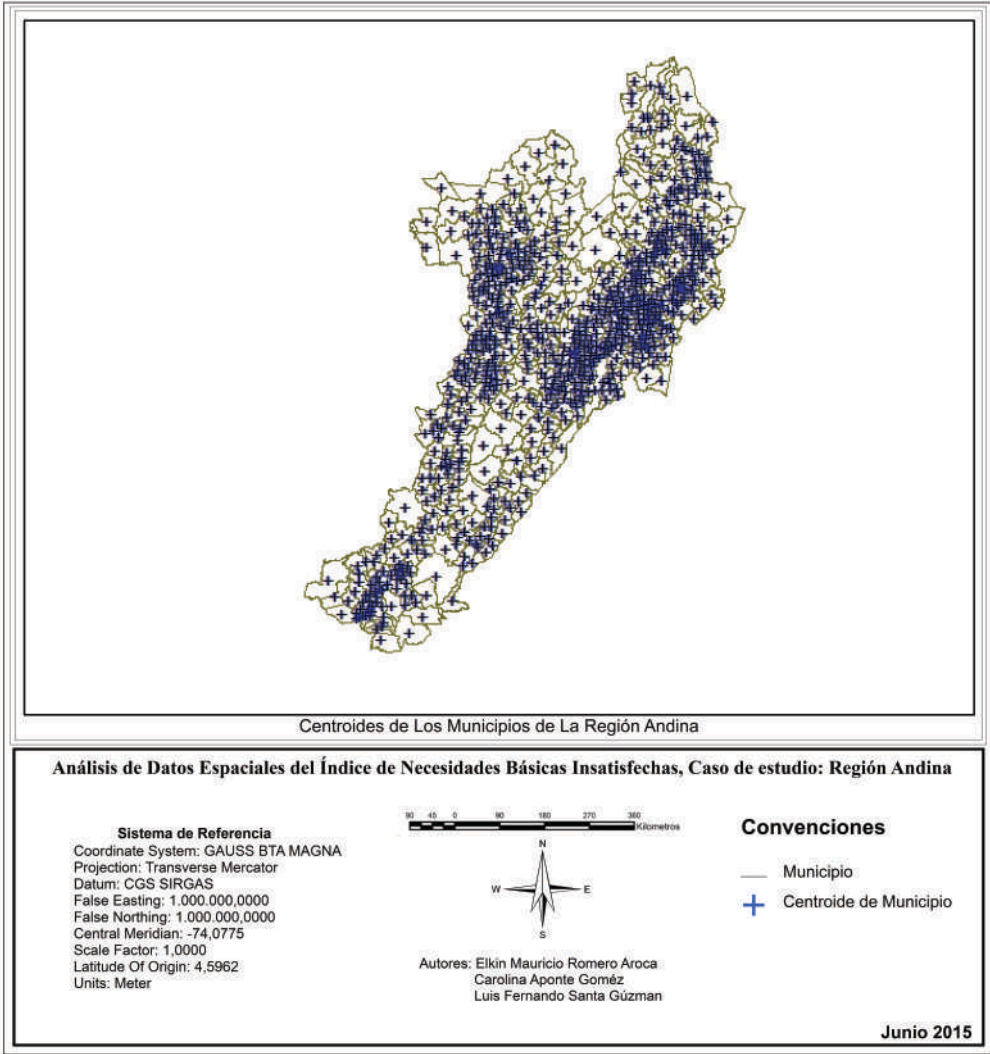 Centroides de Los Municipios de La Región Andina
Análisis de Datos Espaciales del Índice de Necesidades Básicas Insatisfechas, Caso de estudio: Región Andina
Sistema de Referencia
Coordinate System: GAUSS BTA MAGNA
Projection: Transverse Mercator
Datum: CGS SIRGAS
False Easting: 1.000.000,0000
False Northing: 1.000.000,0000
Central Meridian: -74,0775
Scale Factor: 1,0000
Latitude Of Origin: 4,5962
Units: Meter
90 45 0 90 180 270 360
Kilometros
N
W E
S
Autores: Elkin Mauricio Romero Aroca
Carolina Aponte Goméz
Luis Fernando Santa Gúzman
Convenciones
Municipio
Centroide de Municipio
Junio 2015